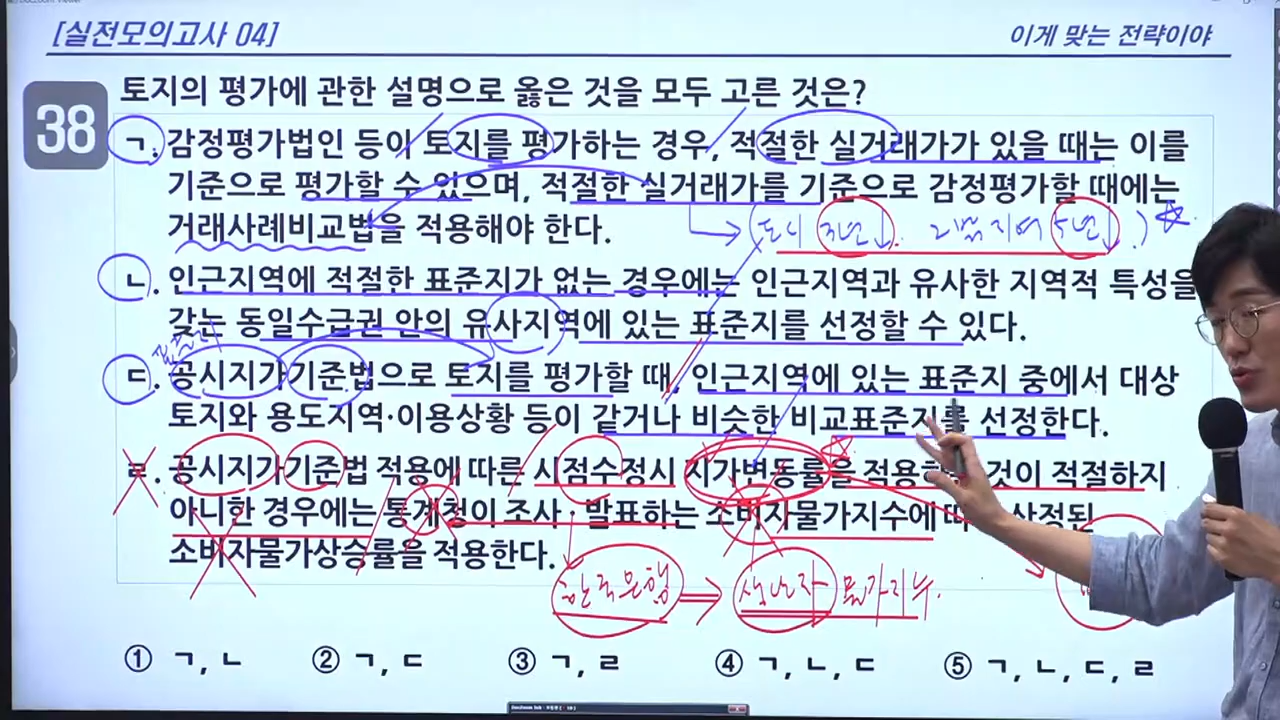 [실전모의고사 04]
이게 맞는 전략이야
38
토지의 평가에 관한 설명으로 옳은 것을 모두 고른 것은?
ㄱ. 감정평가법인 등이 토지를 평가하는 경우, 적절한 실거래가가 있을 때는 이를
기준으로 평가할 수 있으며, 적절한 실거래가를 기준으로 감정평가할 때에는
거래사례비교법을 적용해야 한다.
도시 3년↓. 그 밖 지역 5년↓.)
ㄴ. 인근지역에 적절한 표준지가 없는 경우에는 인근지역과 유사한 지역적 특성을
갖는 동일수급권 안의 유사지역에 있는 표준지를 선정할 수 있다.
ㄷ. 공시지가기준법으로 토지를 평가할 때, 인근지역에 있는 표준지 중에서 대상
토지와 용도지역·이용상황 등이 같거나 비슷한 비교표준지를 선정한다.
ㄹ. 공시지가기준법 적용에 따른 시점수정시 지가변동률을 적용하 것이 적절하지
아니한 경우에는 통계청이 조사·발표하는 소비자물가지수에 따 산정된
소비자물가상승률을 적용한다.
한국은행 ⇒ 생산자 물가지수.
① ㄱ, ㄴ ② ㄱ, ㄷ ③ ㄱ, ㄹ ④ ㄱ, ㄴ, ㄷ ⑤ ㄱ, ㄴ, ㄷ, ㄹ